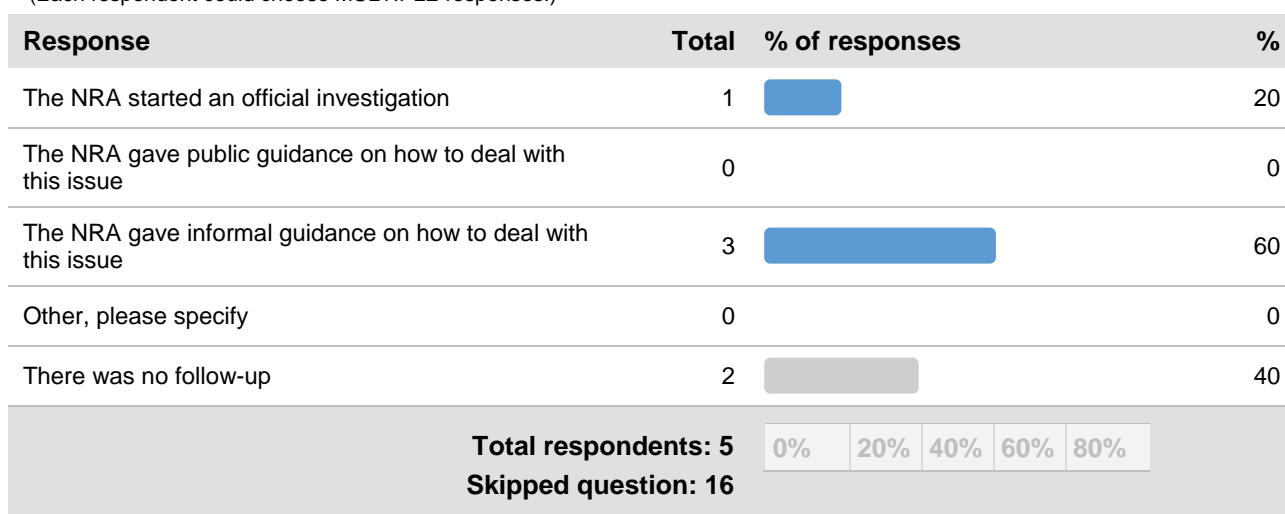 Response Total % of responses %
The NRA started an official investigation 1 20
The NRA gave public guidance on how to deal with
this issue 0 0
The NRA gave informal guidance on how to deal with
this issue 3 60
Other, please specify 0 0
There was no follow-up 2 40
Total respondents: 5 0% 20% 40% 60% 80%
Skipped question: 16